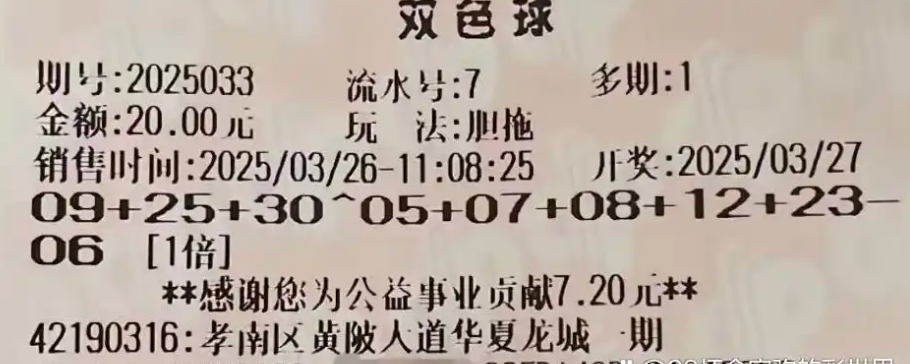 双色球
期号:2025033 流水号:7 多期:1
金额:20.00元 玩 法:胆拖
销售时间:2025/03/26-11:08:25 开奖:2025/03/27
09+25+30^05+07+08+12+23-
06 [1倍]
**感谢您为公益事业贡献7.20元**
42190316:孝南区黄陂大道华夏龙城一期